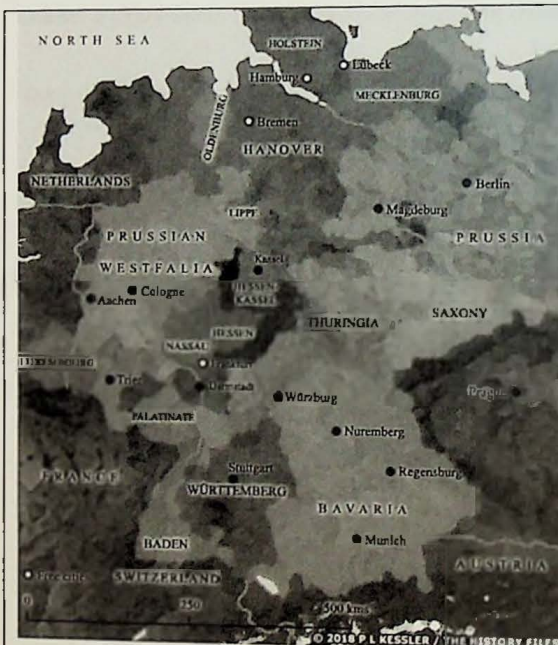 NORTH SEA
HOLSTEIN
Lübeck
Hamburg
MECKLENBURG
Bremen
OLDENBURG
HANOVER
NETHERLANDS
Berlin
LIPPE
Magdeburg
PRUSSIAN
PRUSSIA
WESTFALIA
Kassel
HESSEN
KASSEL
Cologne
Aachen
SAXONY
THURINGIA
HESSEN
NASSAU
Frankfurt
Trier
Darmstadt
Würzburg
PALATINATE
Nuremberg
FRANCE
Stuttgart
Regensburg
WÜRTTEMBERG
BAVARIA
BADEN
Munich
AUSTRIA
SWITZERLAND
0
250
500 kms
© 2018 P L KESSLER / THE HISTORY FILES